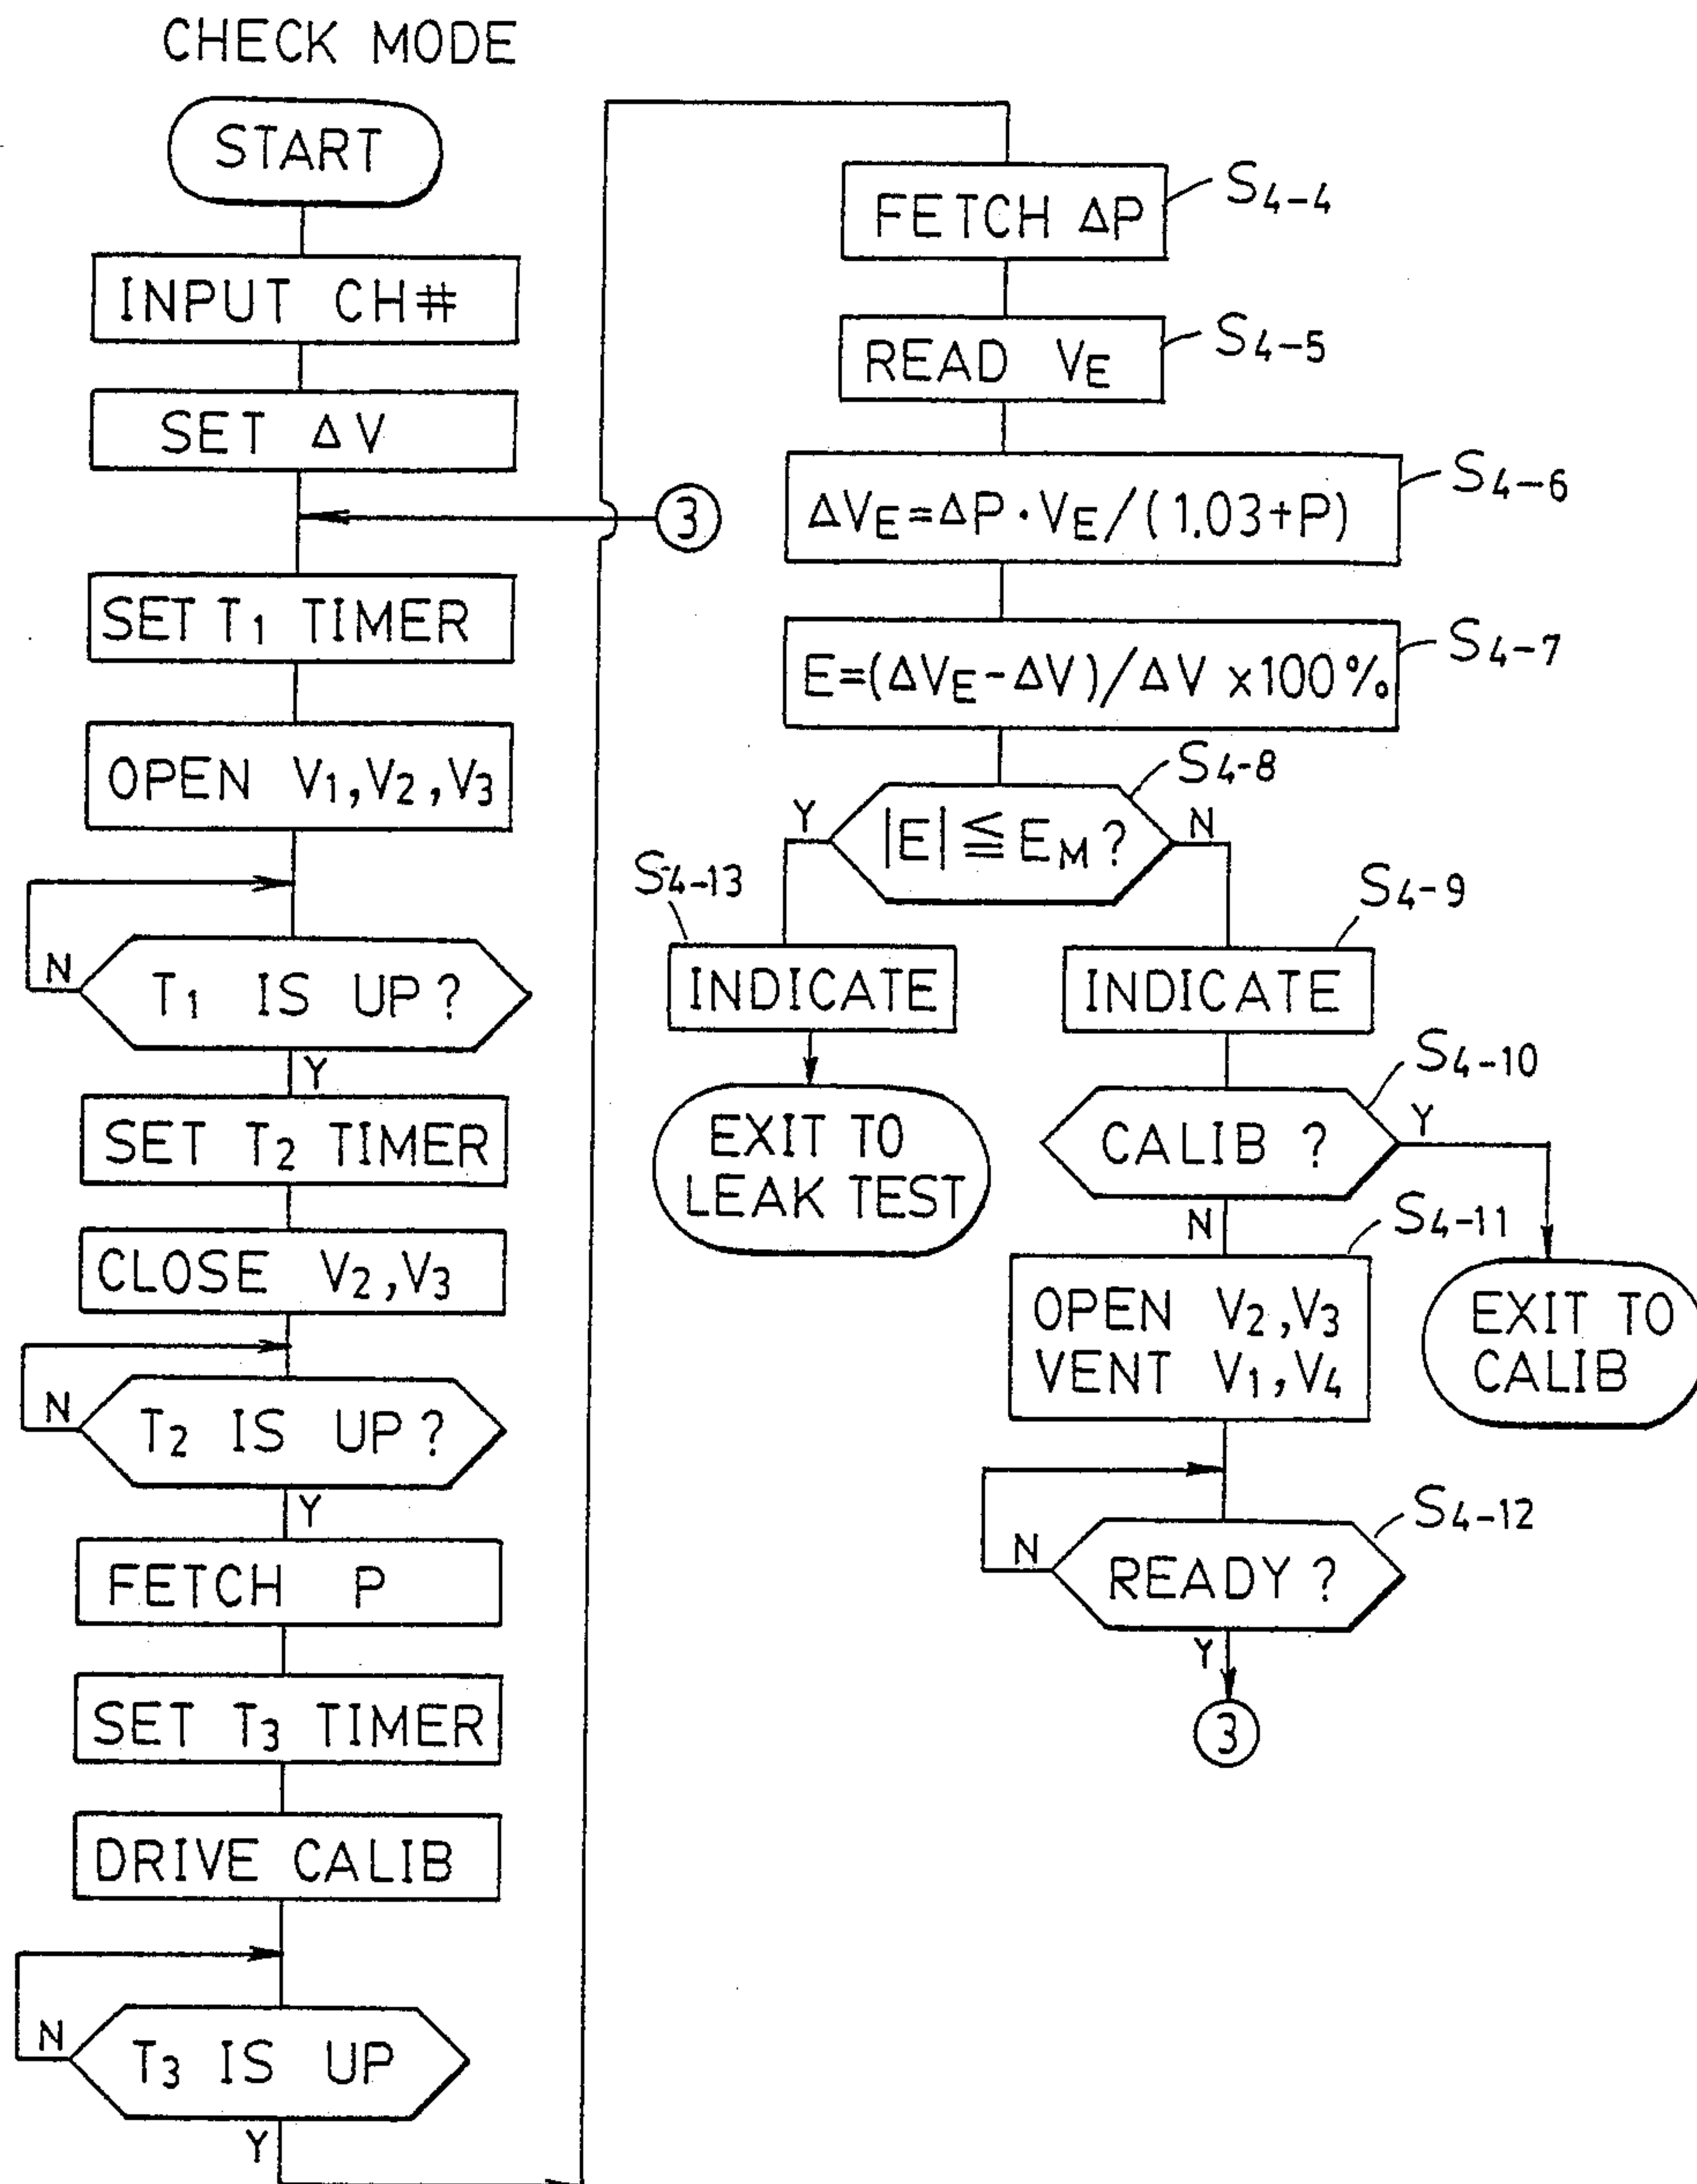 CHECK MODE
START
INPUT CH#
SET ΔV
3
SET T1 TIMER
OPEN V1,V2,V3
T1 IS UP?
N
Y
SET T2 TIMER
CLOSE V2,V3
T2 IS UP?
N
Y
FETCH P
SET T3 TIMER
DRIVE CALIB
T3 IS UP
N
Y
FETCH ΔP
S4-4
READ VE
S4-5
ΔVE=ΔP·VE/(1.03+P)
S4-6
E=(ΔVE-ΔV)/ΔV x100%
S4-7
|E|≦EM?
S4-8
Y
N
S4-13
INDICATE
EXIT TO
LEAK TEST
S4-9
INDICATE
S4-10
CALIB ?
Y
N
EXIT TO
CALIB
S4-11
OPEN V2,V3
VENT V1,V4
S4-12
READY?
N
Y
3